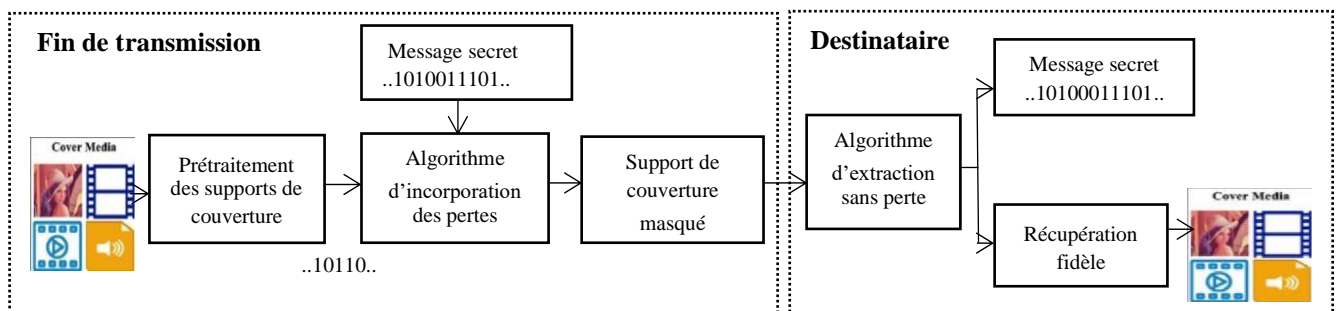 Fin de transmission
Message secret
..1010011101..
Cover Media
Prétraitement
des supports de
couverture
Algorithme
d’incorporation
des pertes
Support de
couverture
masqué
..10110..
Destinataire
Message secret
..10100011101..
Algorithme
d’extraction
sans perte
Récupération
fidèle
Cover Media